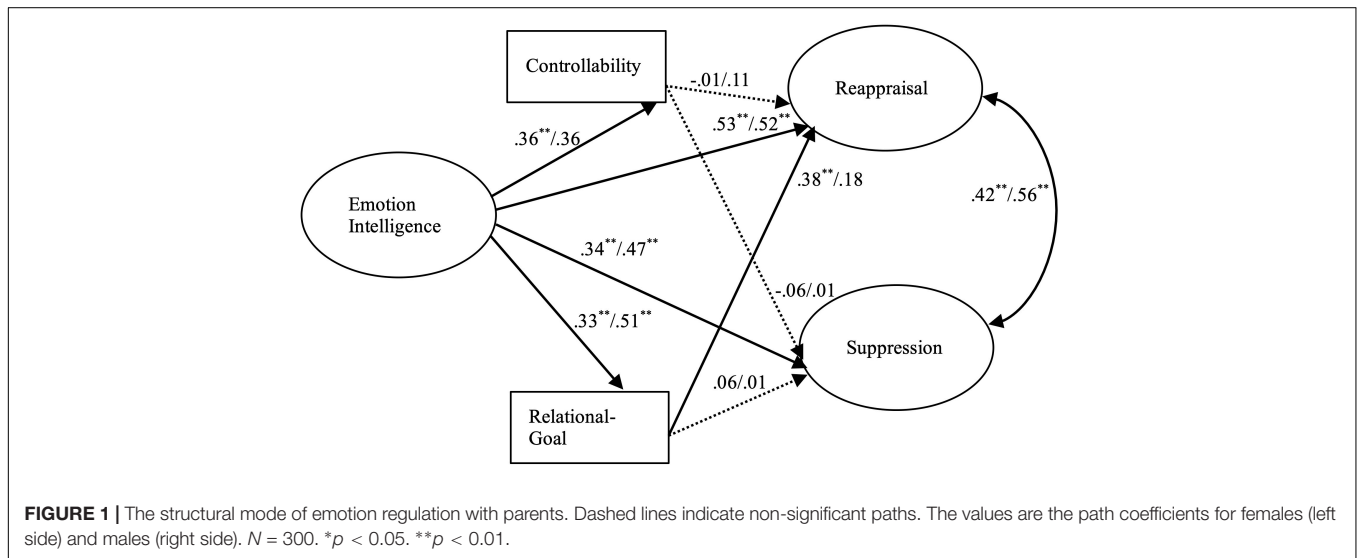 Controllability
-.01/.11
Reappraisal
.36**/.36
.53**/.52**
.38**/.18
Emotion
Intelligence
.42**/.56**
.34**/.47**
-.06/.01
.33**/.51**
Suppression
.06/.01
Relational-
Goal
FIGURE 1 | The structural mode of emotion regulation with parents. Dashed lines indicate non-significant paths. The values are the path coefficients for females (left
side) and males (right side). N = 300. *p < 0.05. **p < 0.01.